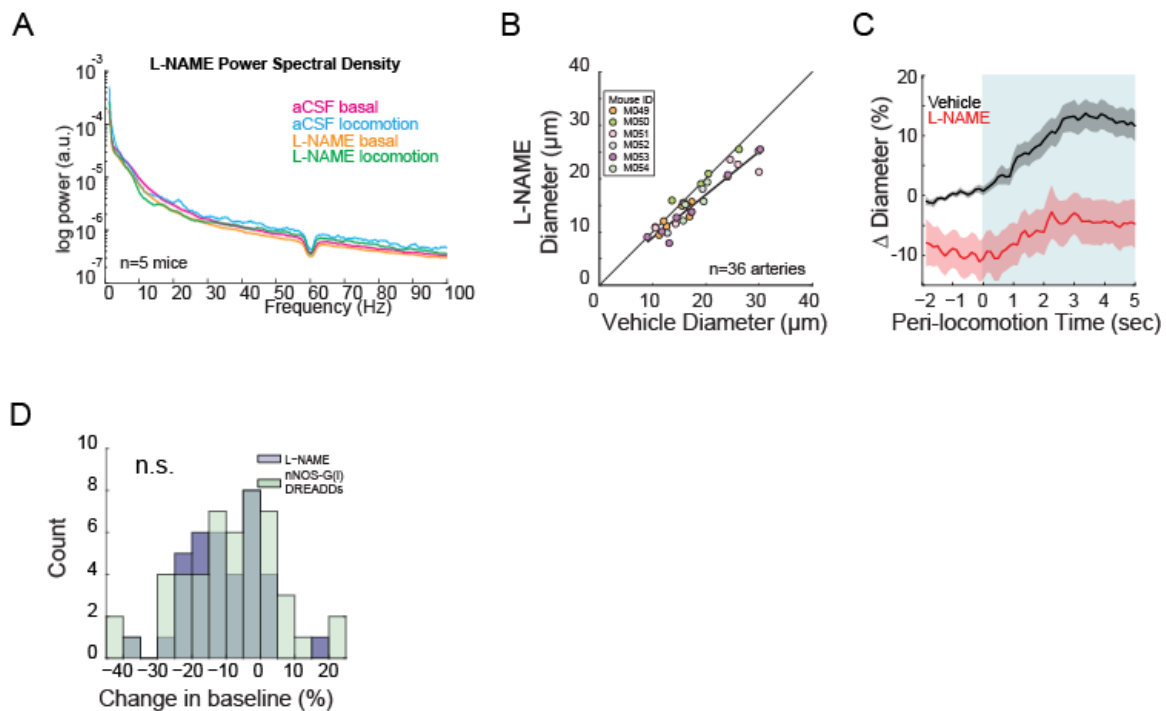 A
L-NAME Power Spectral Density
10-3
10-4
10-5
10-6
10-7
log power (a.u.)
aCSF basal
aCSF locomotion
L-NAME basal
L-NAME locomotion
n=5 mice
0 10 20 30 40 50 60 70 80 90 100
Frequency (Hz)
B
40
30
20
10
0
L-NAME
Diameter (µm)
Mouse ID
M049
M050
M051
M052
M053
M054
n=36 arteries
0 10 20 30 40
Vehicle Diameter (µm)
C
20
10
0
-10
Δ Diameter (%)
Vehicle
L-NAME
−2 −1 0 1 2 3 4 5
Peri-locomotion Time (sec)
D
10
8
6
4
2
0
Count
n.s.
L-NAME
nNOS-G(I)
DREADDs
−40 −30 −20 −10 0 10 20
Change in baseline (%)